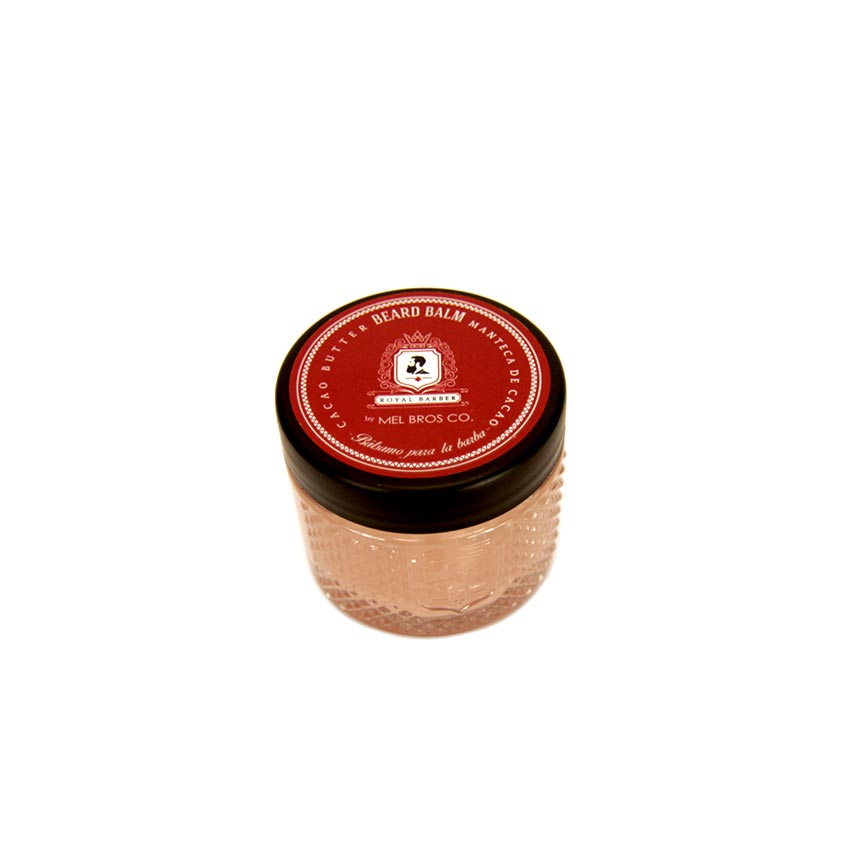 CACAO BUTTER BEARD BALM MANTECA DE CACAO
ROYAL BARBER
by MEL BROS CO.
- Bálsamo para la barba -